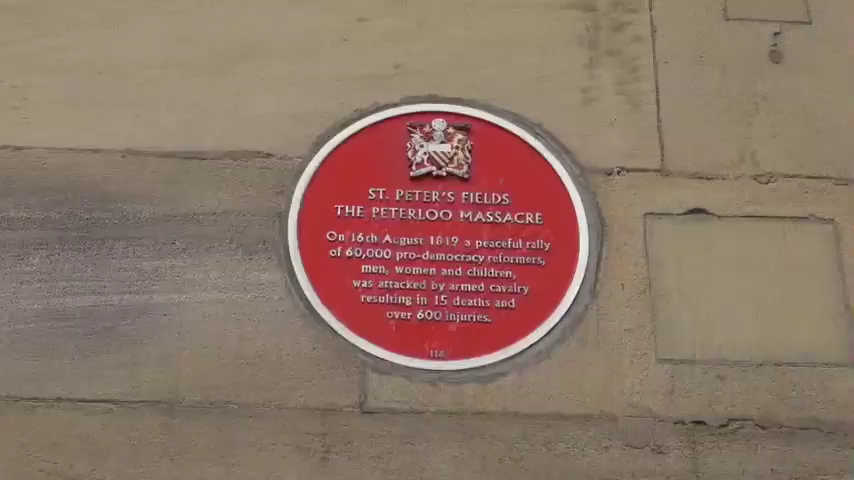 ST. PETER'S FIELDS
THE PETERLOO MASSACRE
On 16th August 1819 a peaceful rally
of 60,000 pro-democracy reformers,
men, women and children,
was attacked by armed cavalry
resulting in 15 deaths and
over 600 injuries.
116